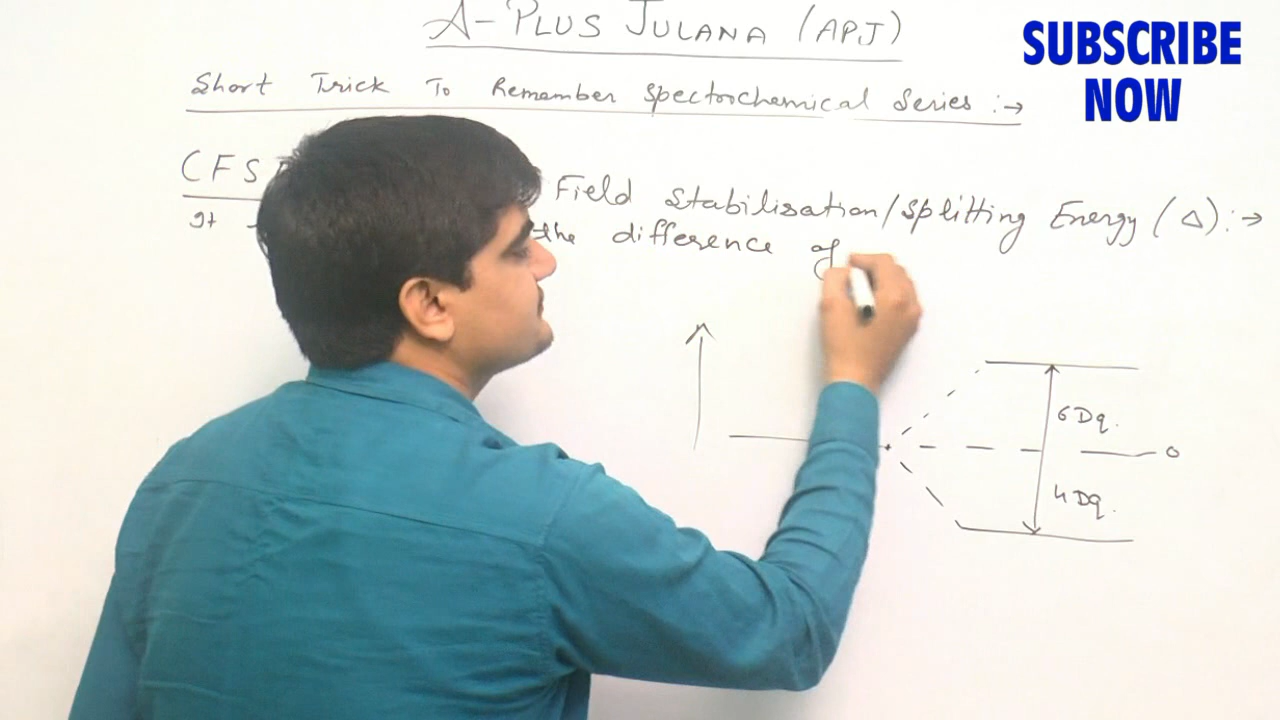 A-PLUS JULANA (APJ)
SUBSCRIBE
NOW
Short Trick To Remember Spectrochemical Series :→
CFS Field Stabilisation/Splitting Energy (Δ) :→
It the difference of
6Dq.
0
4Dq.